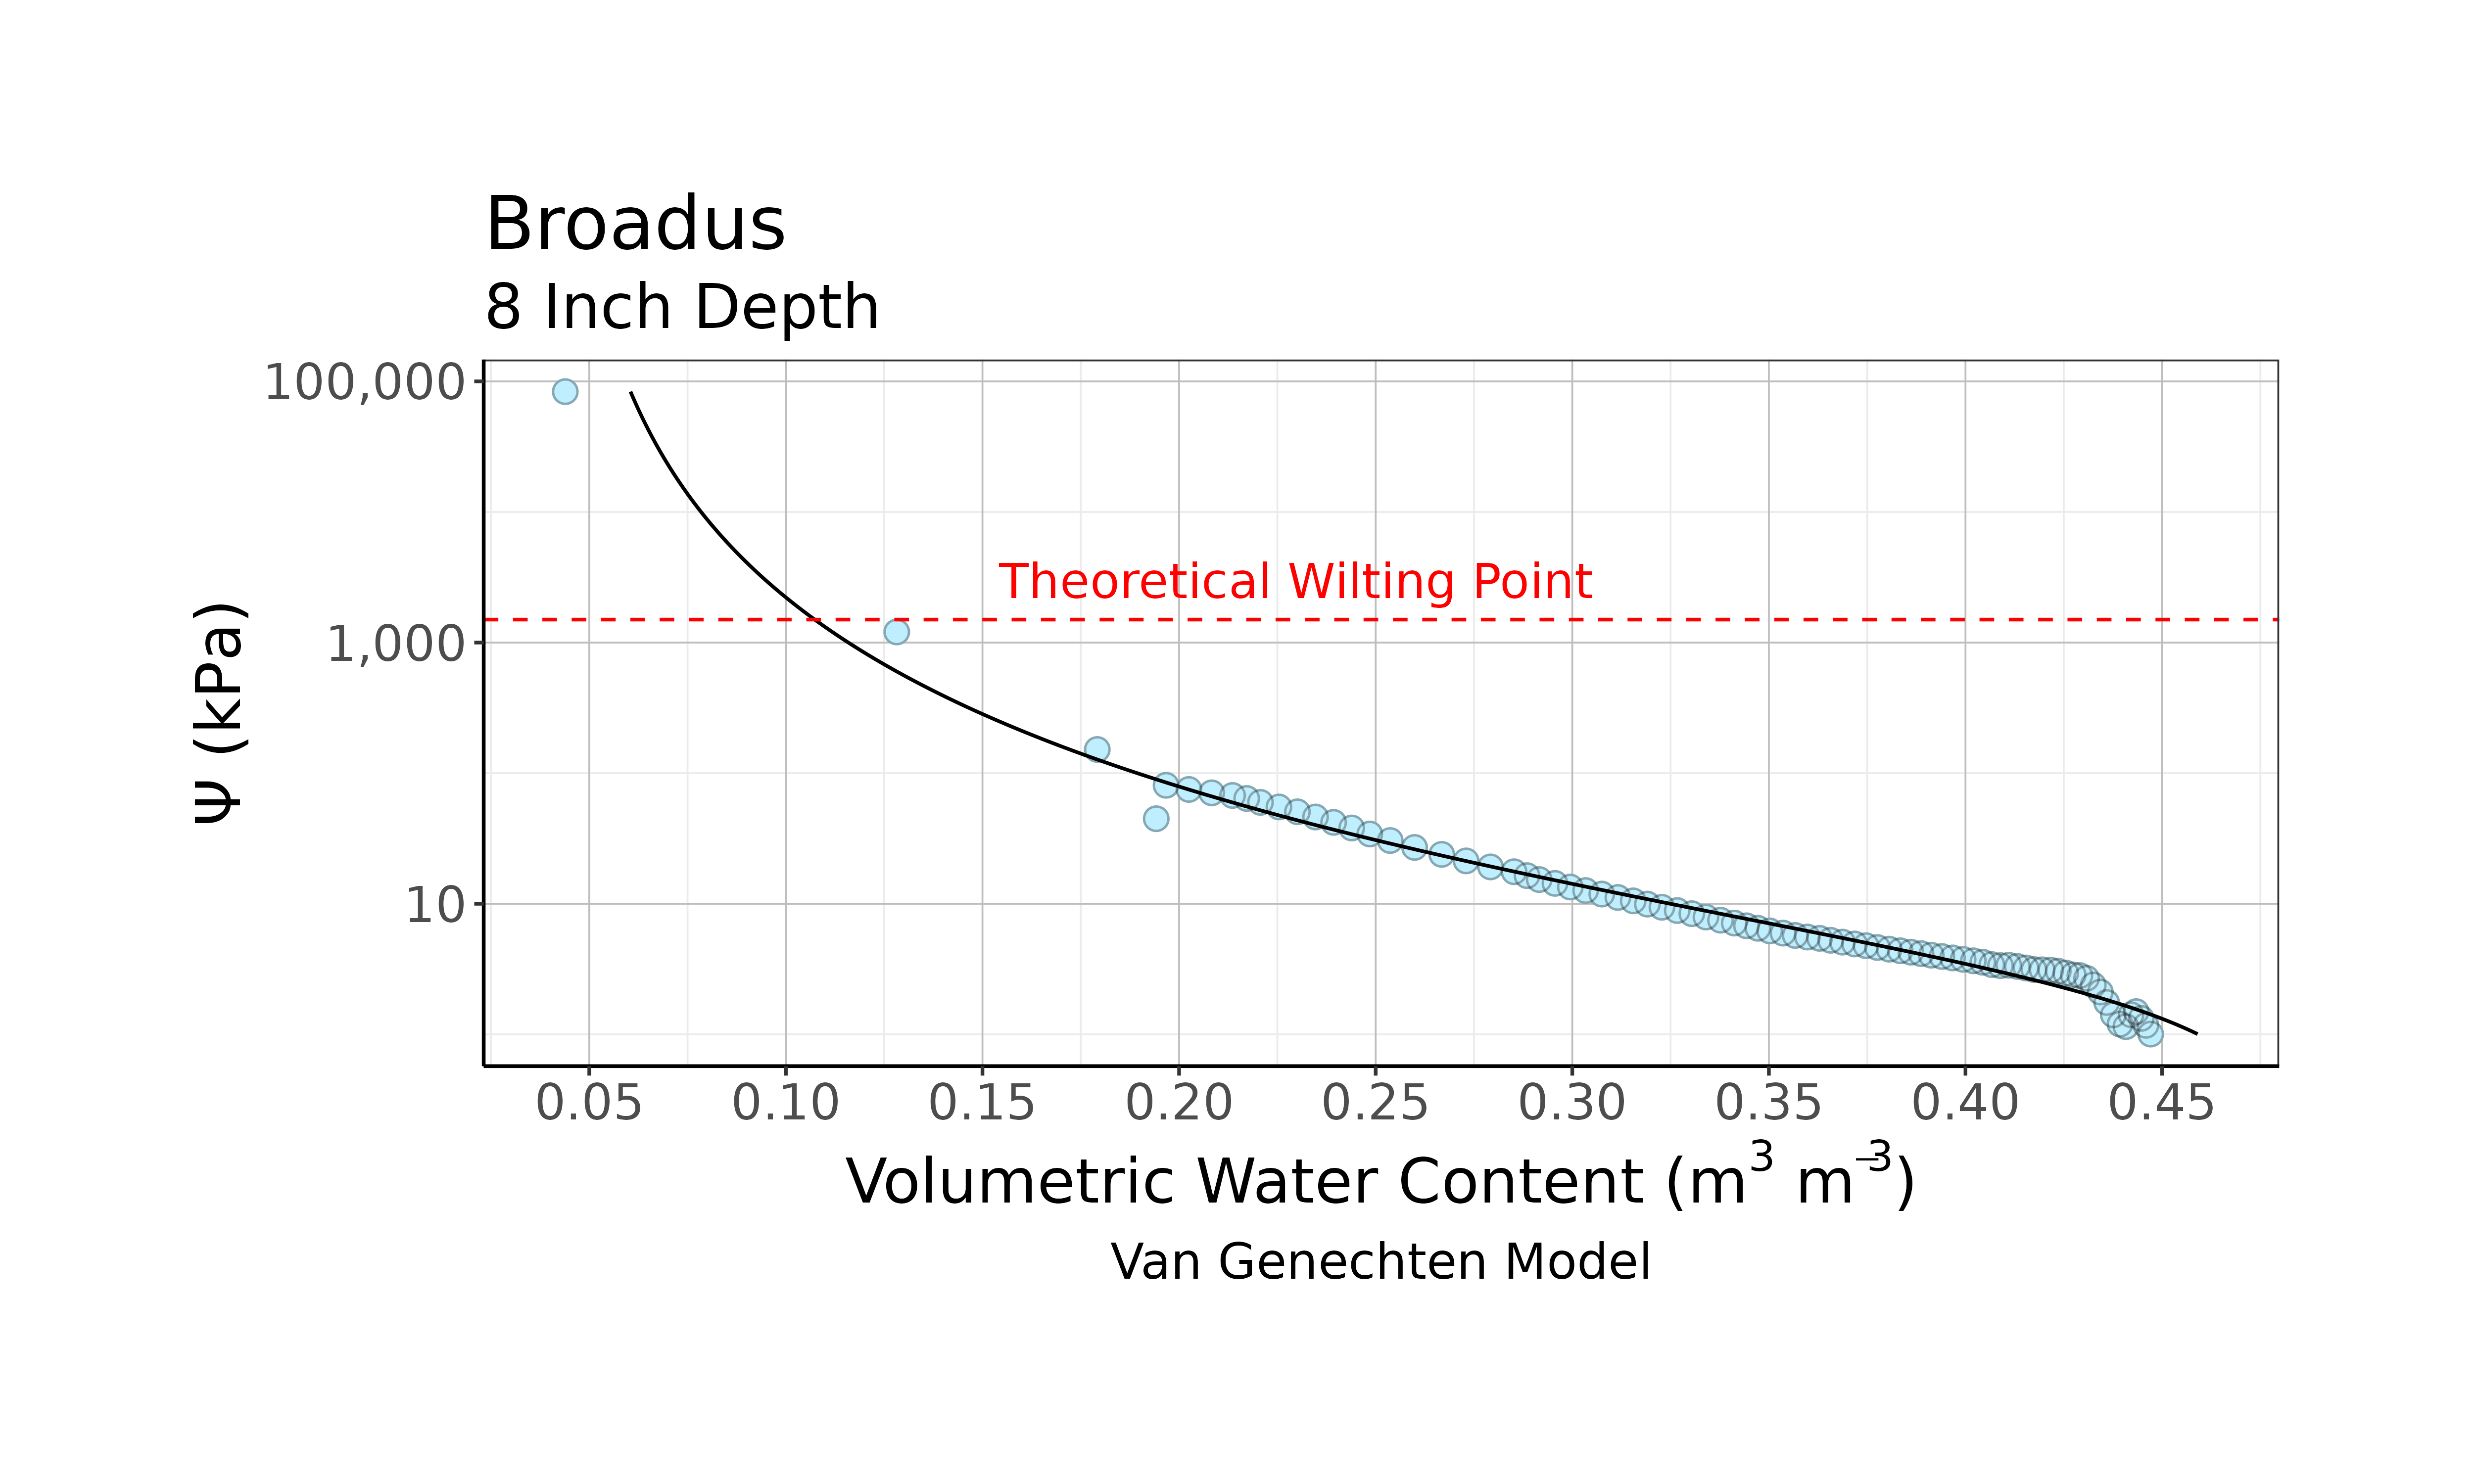 Broadus
8 Inch Depth
100,000
1,000
10
Ψ (kPa)
Theoretical Wilting Point
0.05 0.10 0.15 0.20 0.25 0.30 0.35 0.40 0.45
Volumetric Water Content (m³ m⁻³)
Van Genechten Model